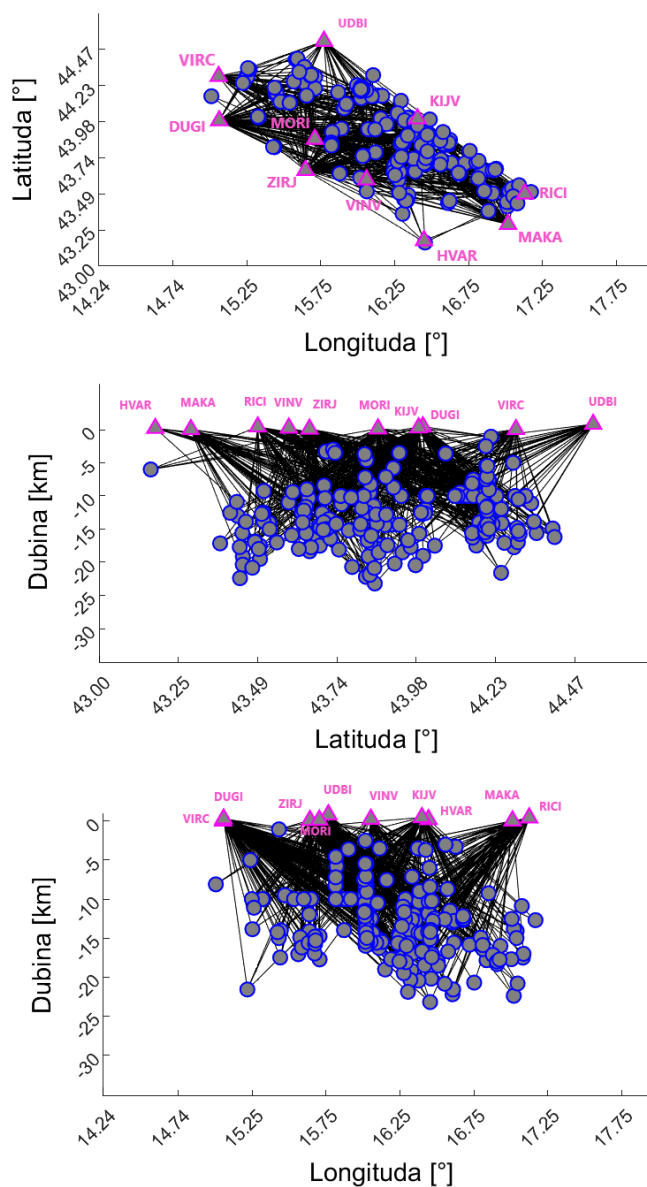 UDBI
44.47
VIRC
44.23
KIJV
43.98
DUGI
MORI
Latituda [°]
43.74
ZIRJ
VINV
RICI
43.49
MAKA
43.25
HVAR
43.00
14.24 14.74 15.25 15.75 16.25 16.75 17.25 17.75
Longituda [°]
HVAR MAKA RICI VINV ZIRJ MORI KIJV DUGI VIRC UDBI
0
-5
-10
Dubina [km]
-15
-20
-25
-30
43.00 43.25 43.49 43.74 43.98 44.23 44.47
Latituda [°]
VIRC DUGI ZIRJ MORI UDBI VINV KIJV HVAR MAKA RICI
0
-5
-10
Dubina [km]
-15
-20
-25
-30
14.24 14.74 15.25 15.75 16.25 16.75 17.25 17.75
Longituda [°]